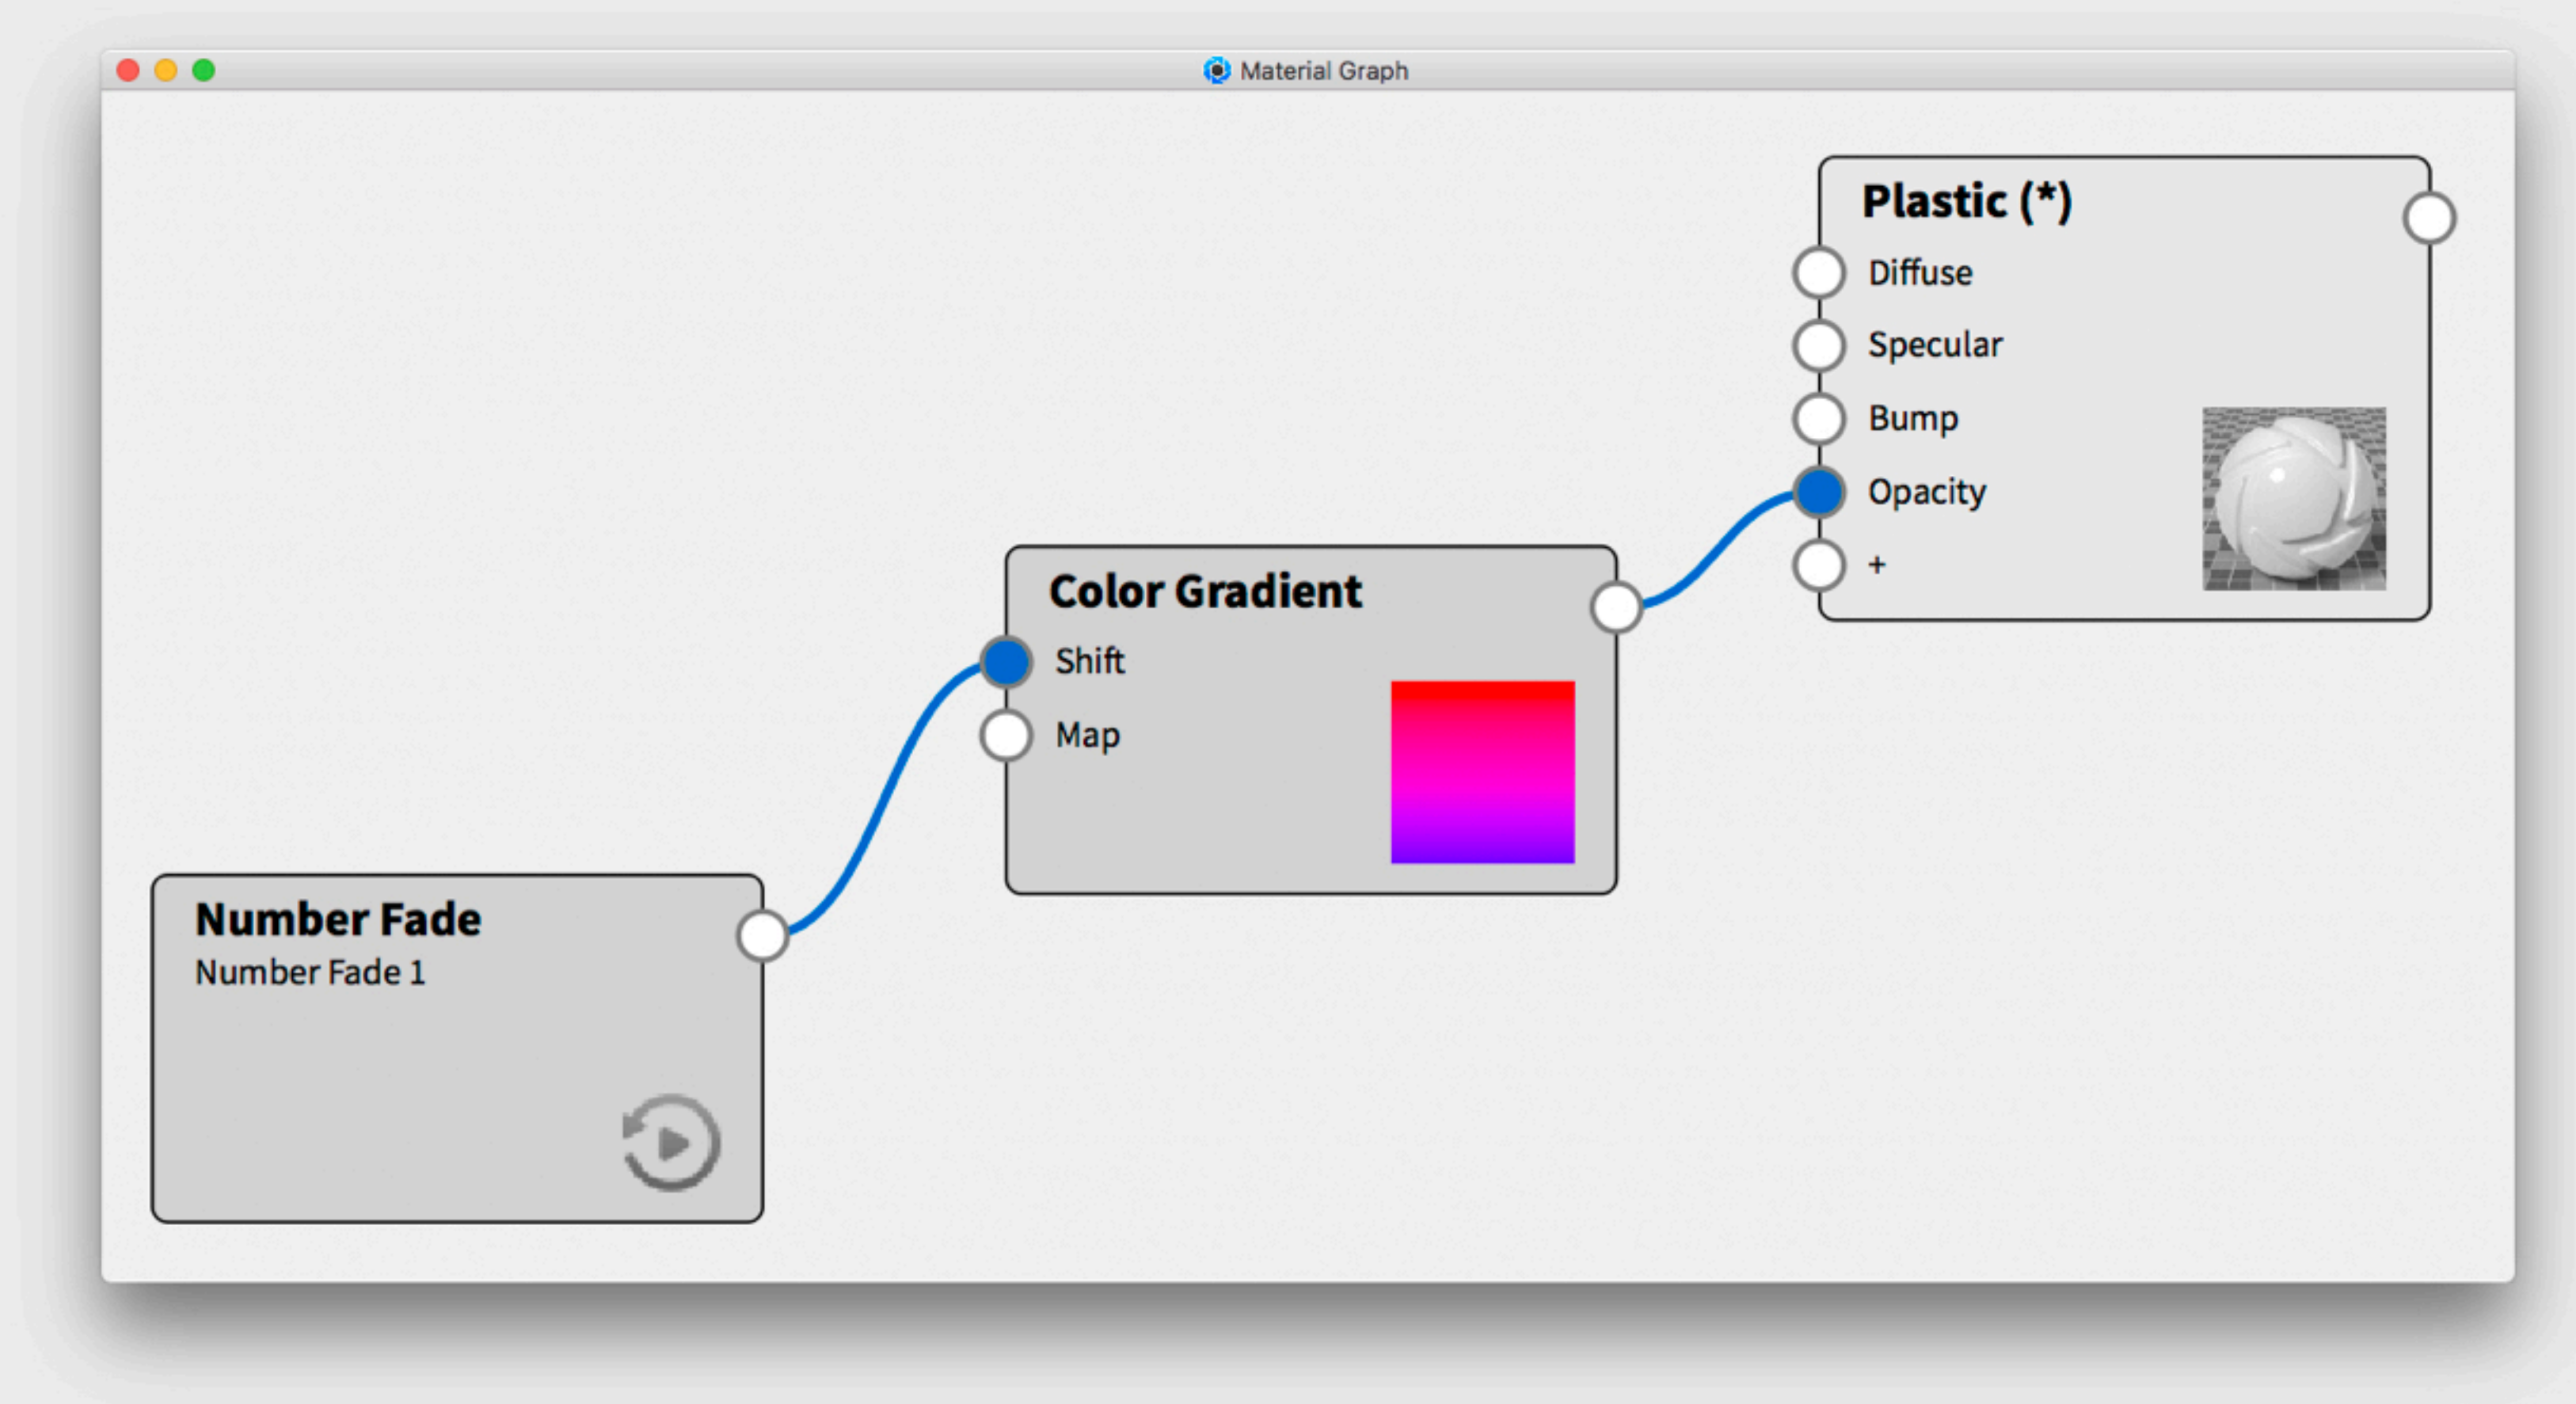 Material Graph
Plastic (*)
Diffuse
Specular
Bump
Opacity
+
Color Gradient
Shift
Map
Number Fade
Number Fade 1